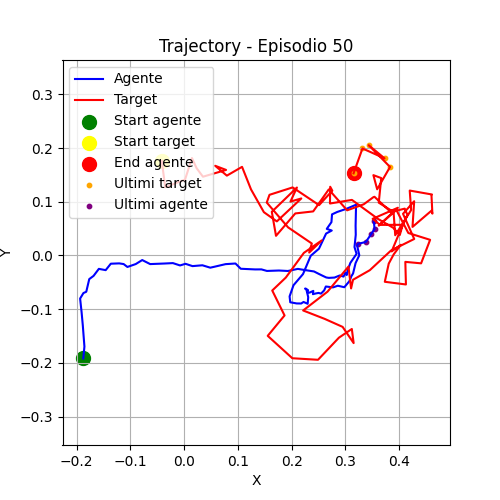 Trajectory - Episodio 50
Agente
Target
Start agente
Start target
End agente
Ultimi target
Ultimi agente
0.3
0.2
0.1
0.0
−0.1
−0.2
−0.3
Y
−0.2
−0.1
0.0
0.1
0.2
0.3
0.4
X